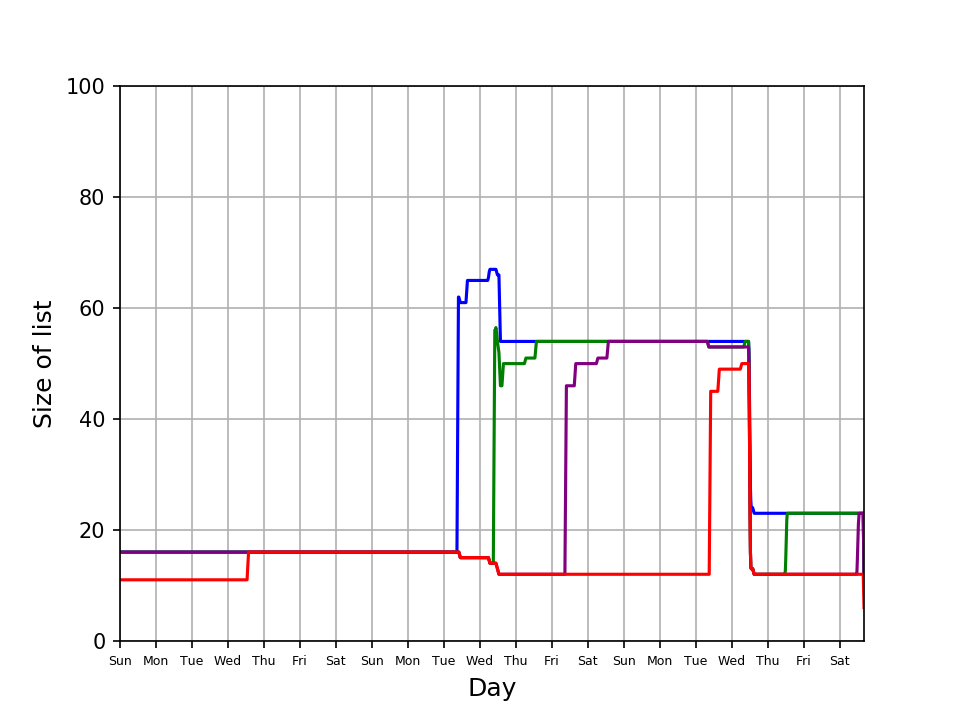 100
80
60
40
20
0
Size of list
Sun Mon Tue Wed Thu Fri Sat Sun Mon Tue Wed Thu Fri Sat Sun Mon Tue Wed Thu Fri Sat
Day